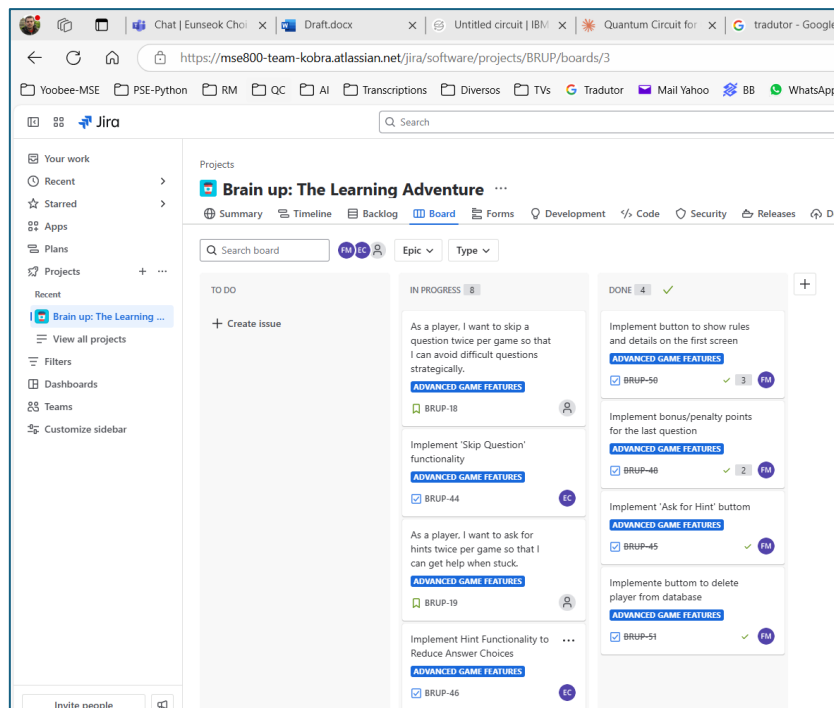 Chat | Eunseok Choi
Draft.docx
Untitled circuit | IBM
Quantum Circuit for
tradutor - Google
https://mse800-team-kobra.atlassian.net/jira/software/projects/BRUP/boards/3
Yoobee-MSE
PSE-Python
RM
QC
AI
Transcriptions
Diversos
TVs
Tradutor
Mail Yahoo
BB
WhatsApp
Jira
Search
Your work
Recent
Starred
Apps
Plans
Projects
Recent
Brain up: The Learning ...
View all projects
Filters
Dashboards
Teams
Customize sidebar
Invite people
Projects
Brain up: The Learning Adventure
Summary
Timeline
Backlog
Board
Forms
Development
Code
Security
Releases
D
Search board
FM
EC
Epic
Type
TO DO
Create issue
IN PROGRESS 8
As a player, I want to skip a
question twice per game so that
I can avoid difficult questions
strategically.
ADVANCED GAME FEATURES
BRUP-18
Implement 'Skip Question'
functionality
ADVANCED GAME FEATURES
BRUP-44
EC
As a player, I want to ask for
hints twice per game so that I
can get help when stuck.
ADVANCED GAME FEATURES
BRUP-19
Implement Hint Functionality to
Reduce Answer Choices
ADVANCED GAME FEATURES
BRUP-46
EC
DONE 4
Implement button to show rules
and details on the first screen
ADVANCED GAME FEATURES
BRUP-50
3
FM
Implement bonus/penalty points
for the last question
ADVANCED GAME FEATURES
BRUP-48
2
FM
Implement 'Ask for Hint' buttom
ADVANCED GAME FEATURES
BRUP-45
FM
Implemente buttom to delete
player from database
ADVANCED GAME FEATURES
BRUP-51
FM